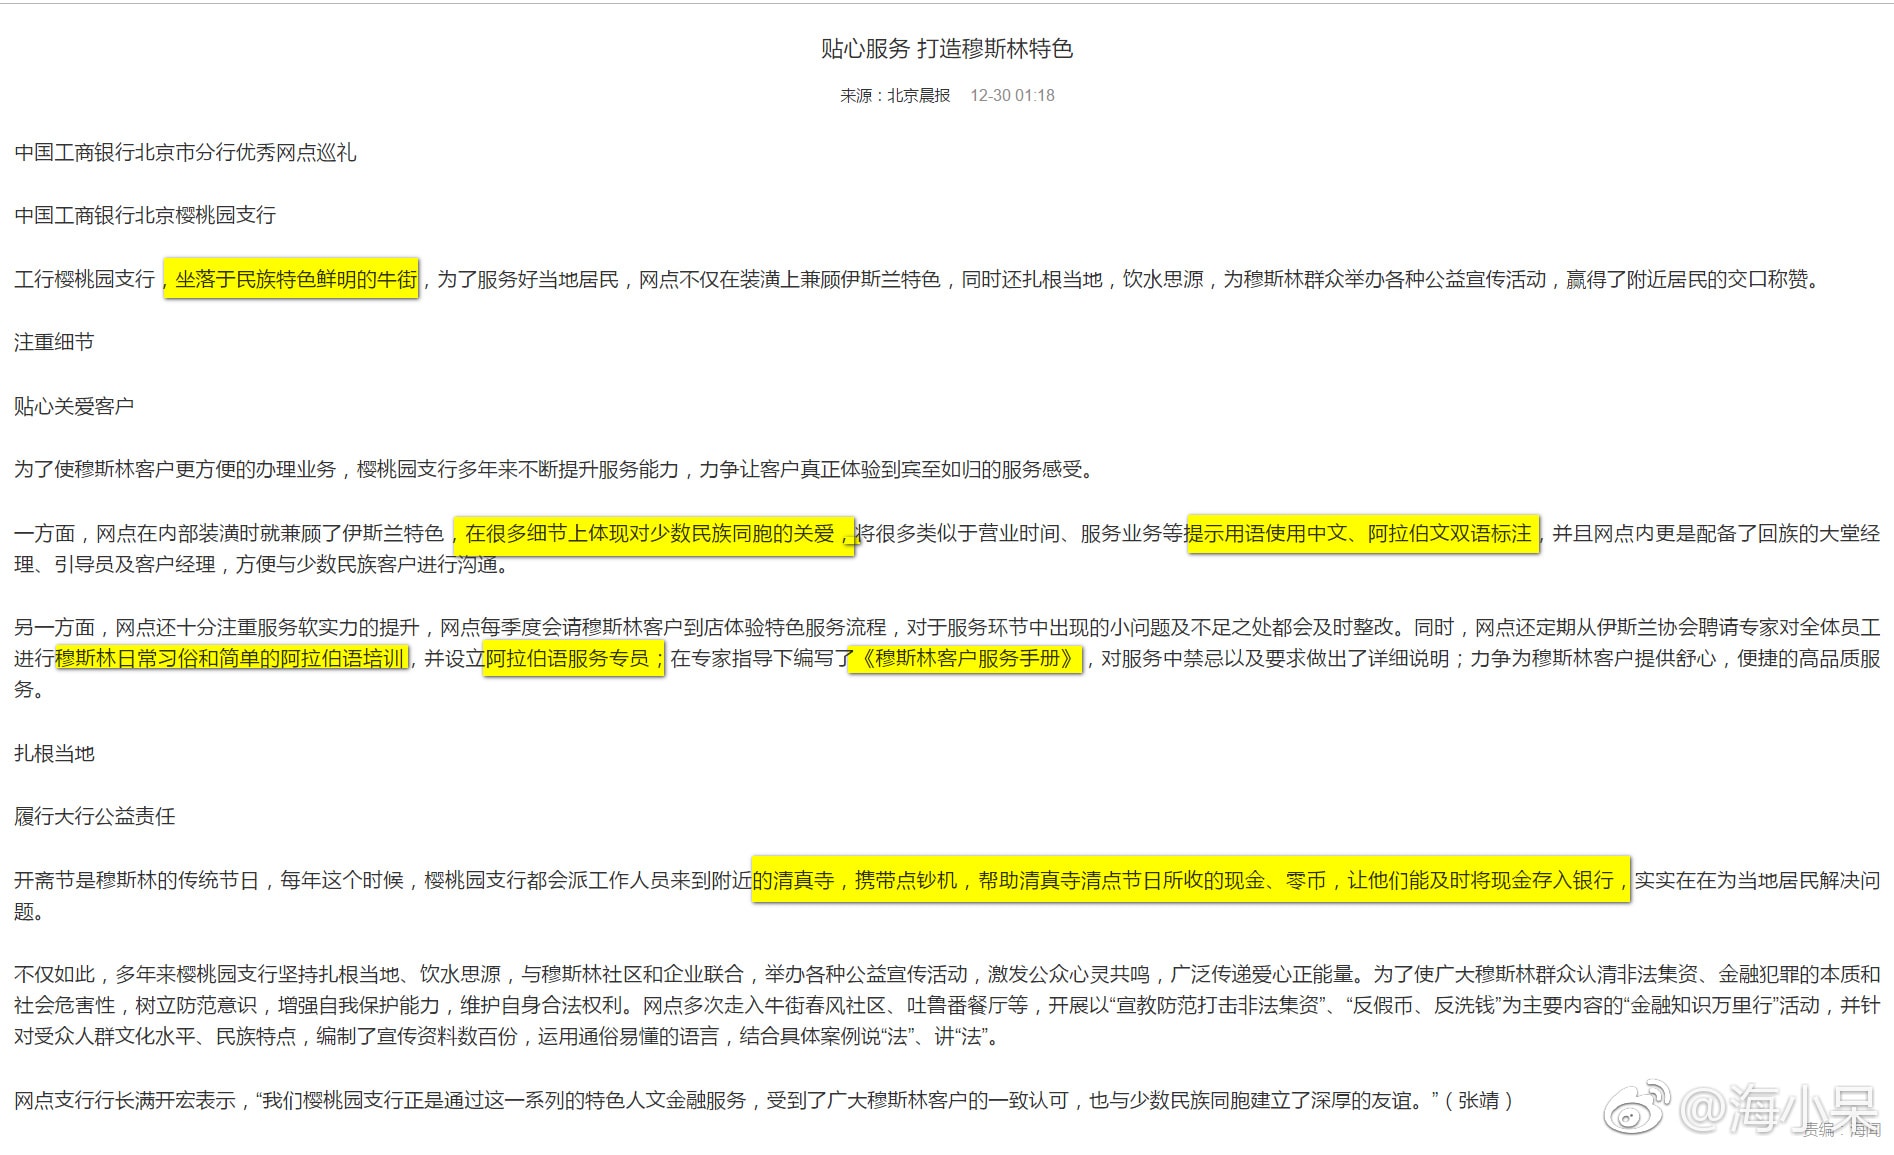 贴心服务 打造穆斯林特色
来源：北京晨报 12-30 01:18
中国工商银行北京市分行优秀网点巡礼
中国工商银行北京樱桃园支行
工行樱桃园支行，坐落于民族特色鲜明的牛街，为了服务好当地居民，网点不仅在装潢上兼顾伊斯兰特色，同时还扎根当地，饮水思源，为穆斯林群众举办各种公益宣传活动，赢得了附近居民的交口称赞。
注重细节
贴心关爱客户
为了使穆斯林客户更方便的办理业务，樱桃园支行多年来不断提升服务能力，力争让客户真正体验到宾至如归的服务感受。
一方面，网点在内部装潢时就兼顾了伊斯兰特色，在很多细节上体现对少数民族同胞的关爱，将很多类似于营业时间、服务业务等提示用语使用中文、阿拉伯文双语标注，并且网点内更是配备了回族的大堂经
理、引导员及客户经理，方便与少数民族客户进行沟通。
另一方面，网点还十分注重服务软实力的提升，网点每季度会请穆斯林客户到店体验特色服务流程，对于服务环节中出现的小问题及不足之处都会及时整改。同时，网点还定期从伊斯兰协会聘请专家对全体员工
进行穆斯林日常习俗和简单的阿拉伯语培训，并设立阿拉伯语服务专员；在专家指导下编写了《穆斯林客户服务手册》，对服务中禁忌以及要求做出了详细说明；力争为穆斯林客户提供舒心，便捷的高品质服
务。
扎根当地
履行大行公益责任
开斋节是穆斯林的传统节日，每年这个时候，樱桃园支行都会派工作人员来到附近的清真寺，携带点钞机，帮助清真寺清点节日所收的现金、零币，让他们能及时将现金存入银行，实实在在为当地居民解决问
题。
不仅如此，多年来樱桃园支行坚持扎根当地、饮水思源，与穆斯林社区和企业联合，举办各种公益宣传活动，激发公众心灵共鸣，广泛传递爱心正能量。为了使广大穆斯林群众认清非法集资、金融犯罪的本质和
社会危害性，树立防范意识，增强自我保护能力，维护自身合法权利。网点多次走入牛街春风社区、吐鲁番餐厅等，开展以“宣教防范打击非法集资”、“反假币、反洗钱”为主要内容的“金融知识万里行”活动，并针
对受众人群文化水平、民族特点，编制了宣传资料数百份，运用通俗易懂的语言，结合具体案例说“法”、讲“法”。
网点支行行长满开宏表示，“我们樱桃园支行正是通过这一系列的特色人文金融服务，受到了广大穆斯林客户的一致认可，也与少数民族同胞建立了深厚的友谊。”（张靖）
@海小呆
责编：海闻